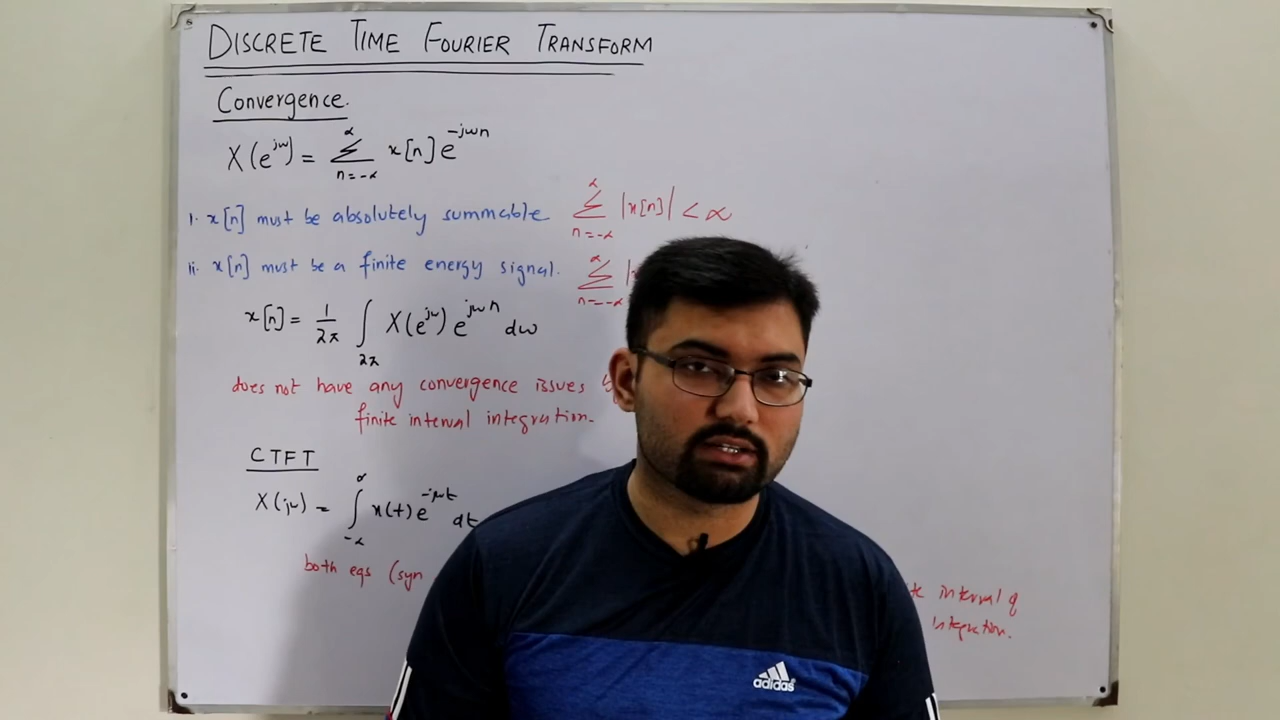 DISCRETE TIME FOURIER TRANSFORM
Convergence.
X(e^{jω}) = ∑_{n=-∞}^{∞} x[n] e^{-jωn}
i. x[n] must be absolutely summable ∑_{n=-∞}^{∞} |x[n]| < ∞
ii. x[n] must be a finite energy signal. ∑_{n=-∞}^{∞} |
x[n] = 1/2π ∫_{2π} X(e^{jω}) e^{jωn} dω
does not have any convergence issues
finite interval integration.
CTFT
X(jω) = ∫_{-∞}^{∞} x(t) e^{-jωt} dt
both eqs (syn interval of
integration.
adidas